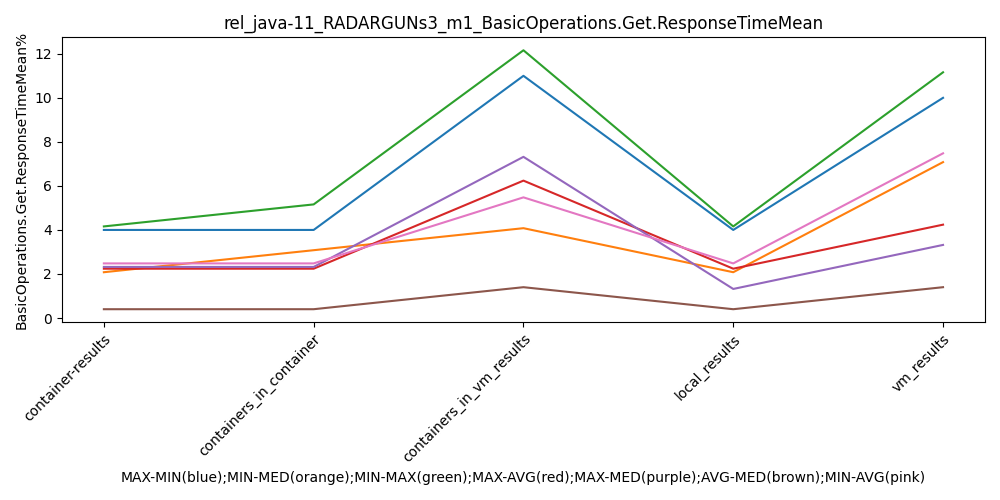 rel_java-11_RADARGUNs3_m1_BasicOperations.Get.ResponseTimeMean
BasicOperations.Get.ResponseTimeMean%
12
10
8
6
4
2
0
container-results
containers_in_container
containers_in_vm_results
local_results
vm_results
MAX-MIN(blue);MIN-MED(orange);MIN-MAX(green);MAX-AVG(red);MAX-MED(purple);AVG-MED(brown);MIN-AVG(pink)